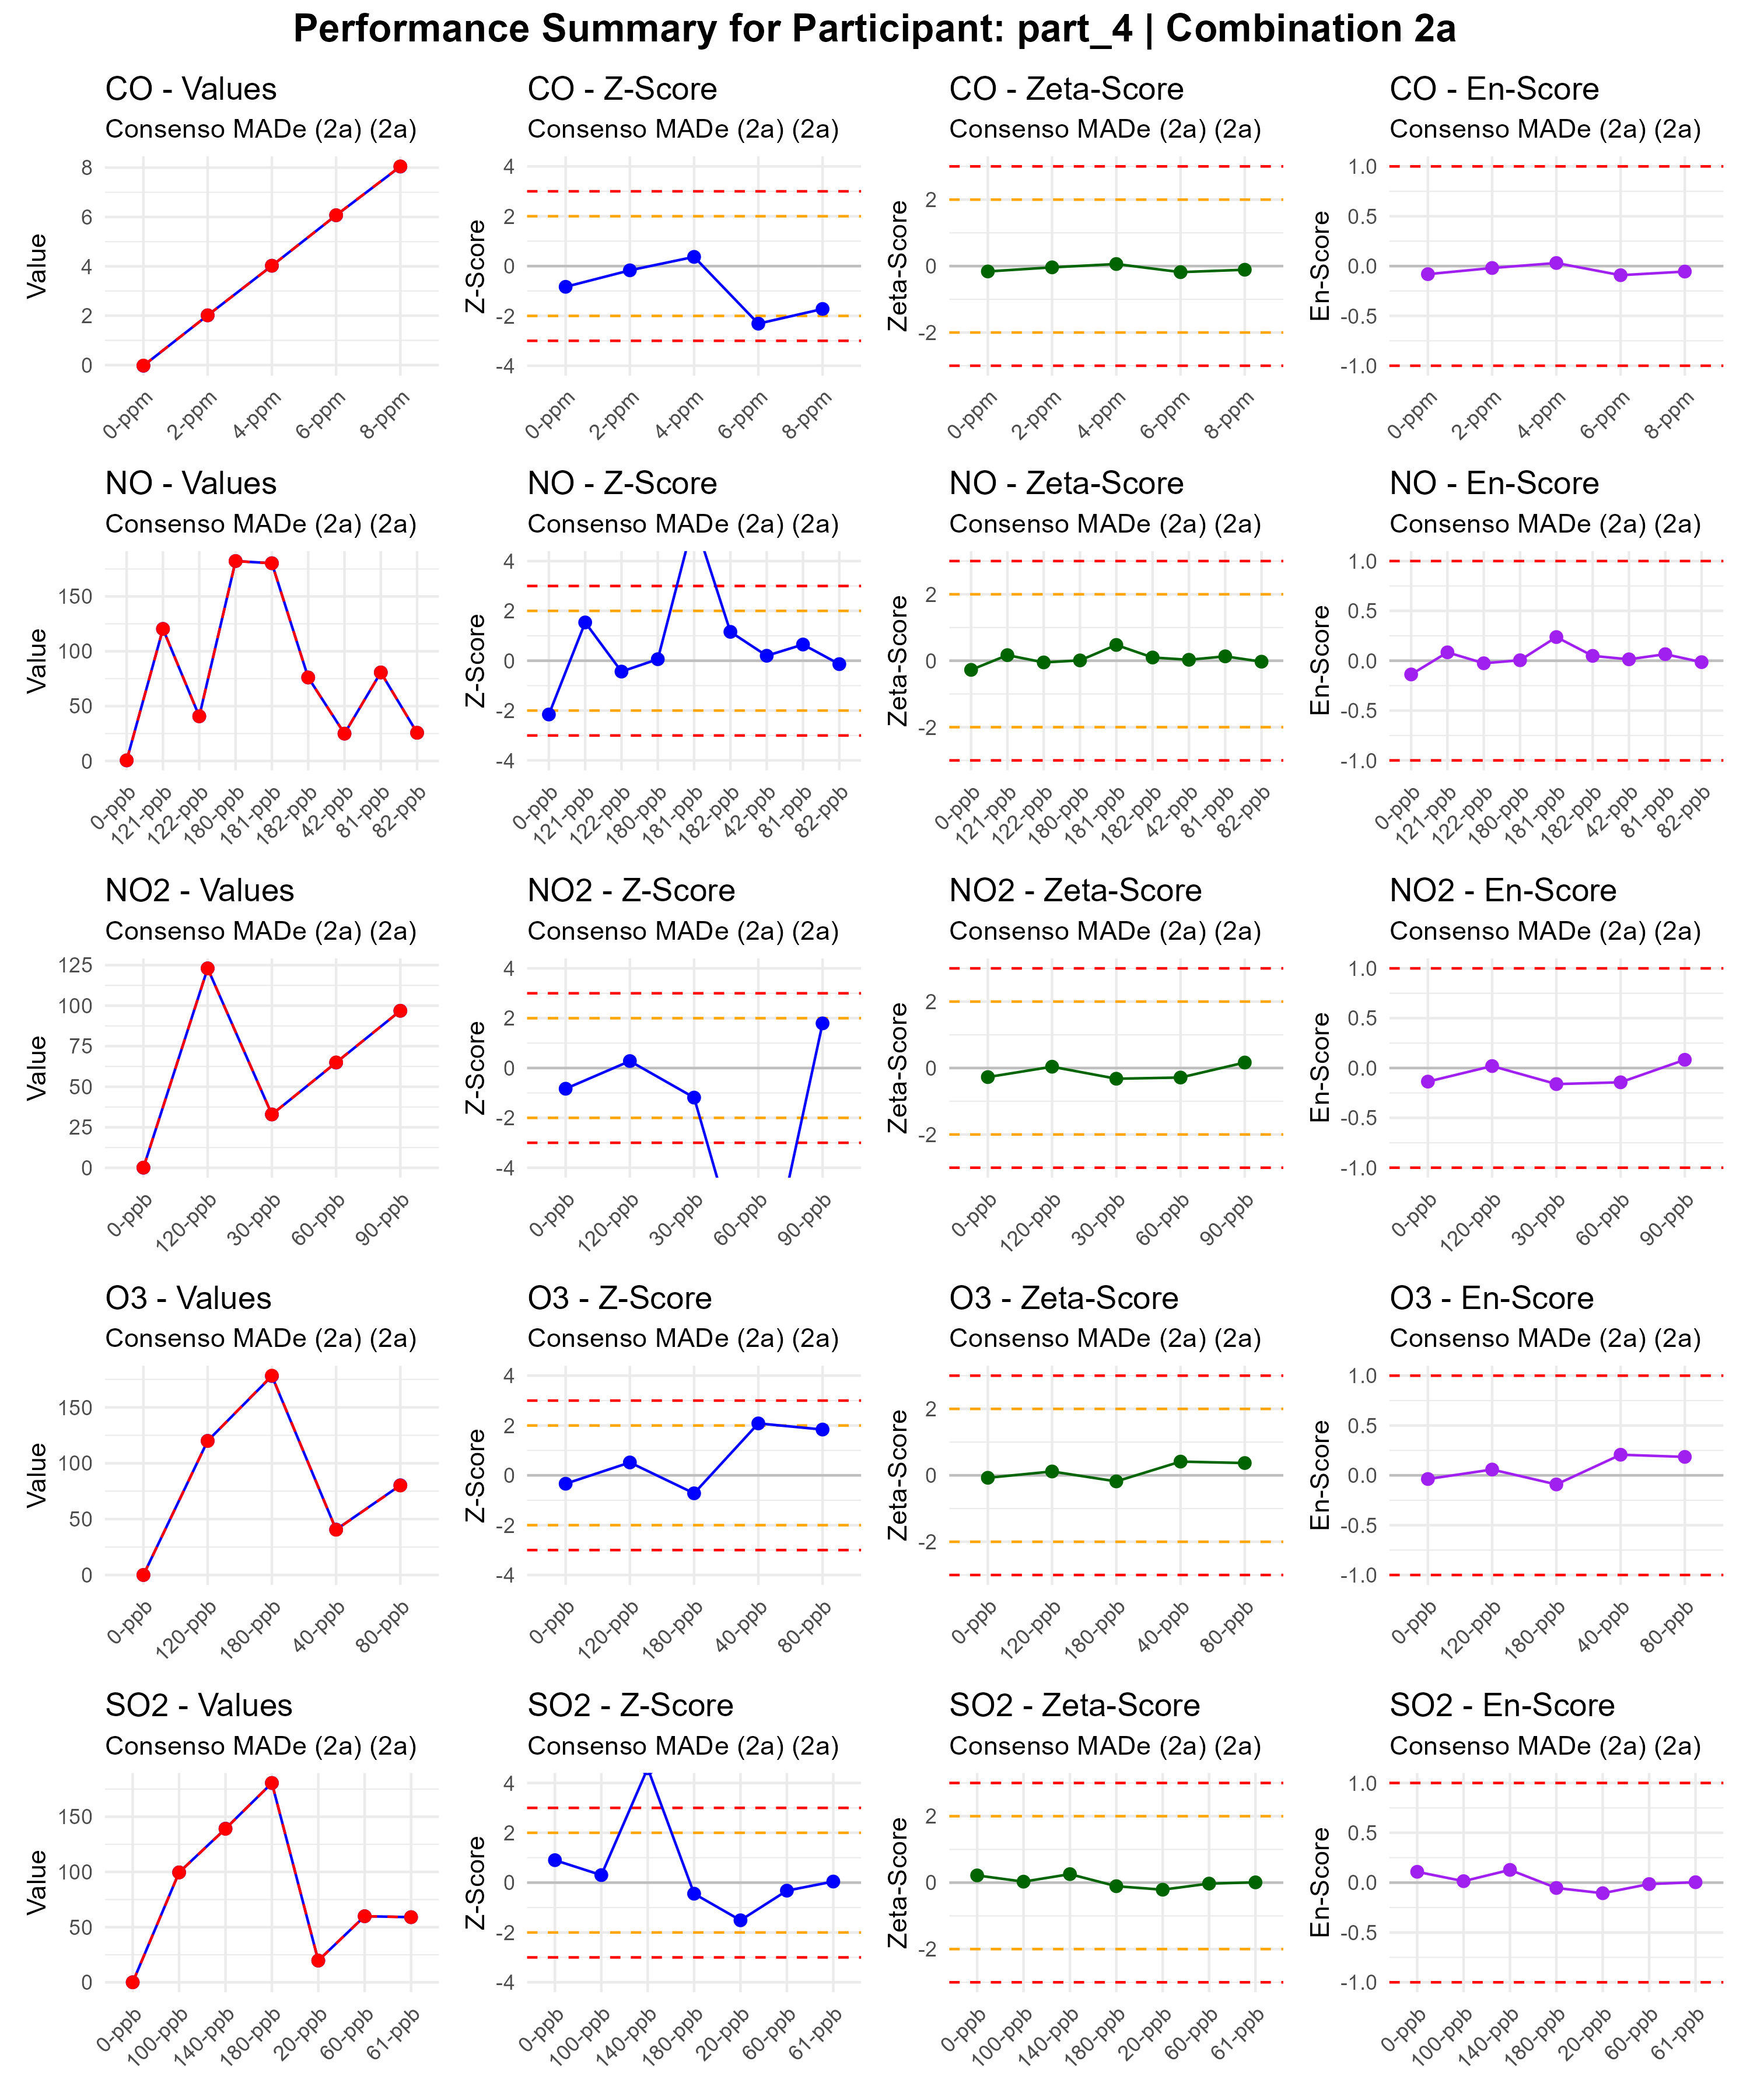 Performance Summary for Participant: part_4 | Combination 2a
CO - Values
Consenso MADe (2a) (2a)
Value
8
6
4
2
0
0-ppm
2-ppm
4-ppm
6-ppm
8-ppm
CO - Z-Score
Consenso MADe (2a) (2a)
Z-Score
4
2
0
-2
-4
0-ppm
2-ppm
4-ppm
6-ppm
8-ppm
CO - Zeta-Score
Consenso MADe (2a) (2a)
Zeta-Score
2
0
-2
0-ppm
2-ppm
4-ppm
6-ppm
8-ppm
CO - En-Score
Consenso MADe (2a) (2a)
En-Score
1.0
0.5
0.0
-0.5
-1.0
0-ppm
2-ppm
4-ppm
6-ppm
8-ppm
NO - Values
Consenso MADe (2a) (2a)
Value
150
100
50
0
0-ppb
121-ppb
122-ppb
180-ppb
181-ppb
182-ppb
42-ppb
81-ppb
82-ppb
NO - Z-Score
Consenso MADe (2a) (2a)
Z-Score
4
2
0
-2
-4
0-ppb
121-ppb
122-ppb
180-ppb
181-ppb
182-ppb
42-ppb
81-ppb
82-ppb
NO - Zeta-Score
Consenso MADe (2a) (2a)
Zeta-Score
2
0
-2
0-ppb
121-ppb
122-ppb
180-ppb
181-ppb
182-ppb
42-ppb
81-ppb
82-ppb
NO - En-Score
Consenso MADe (2a) (2a)
En-Score
1.0
0.5
0.0
-0.5
-1.0
0-ppb
121-ppb
122-ppb
180-ppb
181-ppb
182-ppb
42-ppb
81-ppb
82-ppb
NO2 - Values
Consenso MADe (2a) (2a)
Value
125
100
75
50
25
0
0-ppb
120-ppb
30-ppb
60-ppb
90-ppb
NO2 - Z-Score
Consenso MADe (2a) (2a)
Z-Score
4
2
0
-2
-4
0-ppb
120-ppb
30-ppb
60-ppb
90-ppb
NO2 - Zeta-Score
Consenso MADe (2a) (2a)
Zeta-Score
2
0
-2
0-ppb
120-ppb
30-ppb
60-ppb
90-ppb
NO2 - En-Score
Consenso MADe (2a) (2a)
En-Score
1.0
0.5
0.0
-0.5
-1.0
0-ppb
120-ppb
30-ppb
60-ppb
90-ppb
O3 - Values
Consenso MADe (2a) (2a)
Value
150
100
50
0
0-ppb
120-ppb
180-ppb
40-ppb
80-ppb
O3 - Z-Score
Consenso MADe (2a) (2a)
Z-Score
4
2
0
-2
-4
0-ppb
120-ppb
180-ppb
40-ppb
80-ppb
O3 - Zeta-Score
Consenso MADe (2a) (2a)
Zeta-Score
2
0
-2
0-ppb
120-ppb
180-ppb
40-ppb
80-ppb
O3 - En-Score
Consenso MADe (2a) (2a)
En-Score
1.0
0.5
0.0
-0.5
-1.0
0-ppb
120-ppb
180-ppb
40-ppb
80-ppb
SO2 - Values
Consenso MADe (2a) (2a)
Value
150
100
50
0
0-ppb
100-ppb
140-ppb
180-ppb
20-ppb
60-ppb
61-ppb
SO2 - Z-Score
Consenso MADe (2a) (2a)
Z-Score
4
2
0
-2
-4
0-ppb
100-ppb
140-ppb
180-ppb
20-ppb
60-ppb
61-ppb
SO2 - Zeta-Score
Consenso MADe (2a) (2a)
Zeta-Score
2
0
-2
0-ppb
100-ppb
140-ppb
180-ppb
20-ppb
60-ppb
61-ppb
SO2 - En-Score
Consenso MADe (2a) (2a)
En-Score
1.0
0.5
0.0
-0.5
-1.0
0-ppb
100-ppb
140-ppb
180-ppb
20-ppb
60-ppb
61-ppb